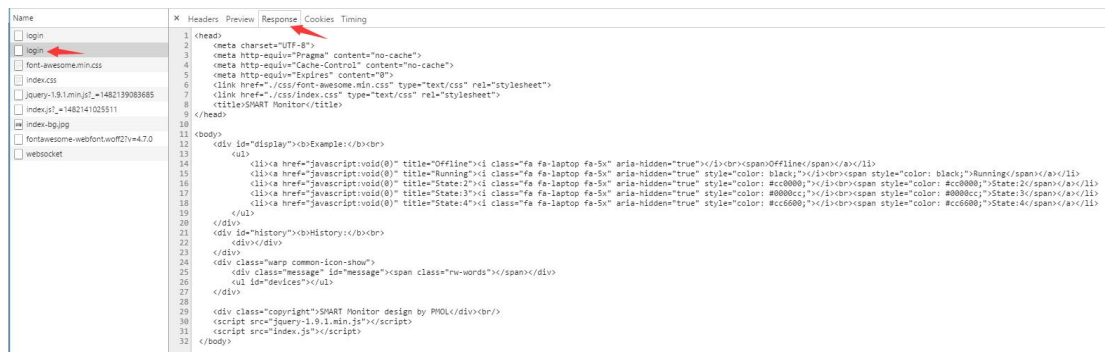 Name
login
login
font-awesome.min.css
index.css
jquery-1.9.1.min.js?_=1482139083685
index.js?_=1482141025511
index-bg.jpg
fontawesome-webfont.woff2?v=4.7.0
websocket
× Headers Preview Response Cookies Timing
1 <head>
2 <meta charset="UTF-8">
3 <meta http-equiv="Pragma" content="no-cache">
4 <meta http-equiv="Cache-Control" content="no-cache">
5 <meta http-equiv="Expires" content="0">
6 <link href="./css/font-awesome.min.css" type="text/css" rel="stylesheet">
7 <link href="./css/index.css" type="text/css" rel="stylesheet">
8 <title>SMART Monitor</title>
9 </head>
10
11 <body>
12 <div id="display"><b>Example:</b><br>
13 <ul>
14 <li><a href="javascript:void(0)" title="Offline"><i class="fa fa-laptop fa-5x" aria-hidden="true"></i><br><span>Offline</span></a></li>
15 <li><a href="javascript:void(0)" title="Running"><i class="fa fa-laptop fa-5x" aria-hidden="true" style="color: black;"></i><br><span style="color: black;">Running</span></a></li>
16 <li><a href="javascript:void(0)" title="State:2"><i class="fa fa-laptop fa-5x" aria-hidden="true" style="color: #cc0000;"></i><br><span style="color: #cc0000;">State:2</span></a></li>
17 <li><a href="javascript:void(0)" title="State:3"><i class="fa fa-laptop fa-5x" aria-hidden="true" style="color: #0000cc;"></i><br><span style="color: #0000cc;">State:3</span></a></li>
18 <li><a href="javascript:void(0)" title="State:4"><i class="fa fa-laptop fa-5x" aria-hidden="true" style="color: #cc6600;"></i><br><span style="color: #cc6600;">State:4</span></a></li>
19 </ul>
20 </div>
21 <div id="history"><b>History:</b><br>
22 <div></div>
23 </div>
24 <div class="warp common-icon-show">
25 <div class="message" id="message"><span class="rw-words"></span></div>
26 <ul id="devices"></ul>
27 </div>
28
29 <div class="copyright">SMART Monitor design by PMOL</div><br/>
30 <script src="jquery-1.9.1.min.js"></script>
31 <script src="index.js"></script>
32 </body>